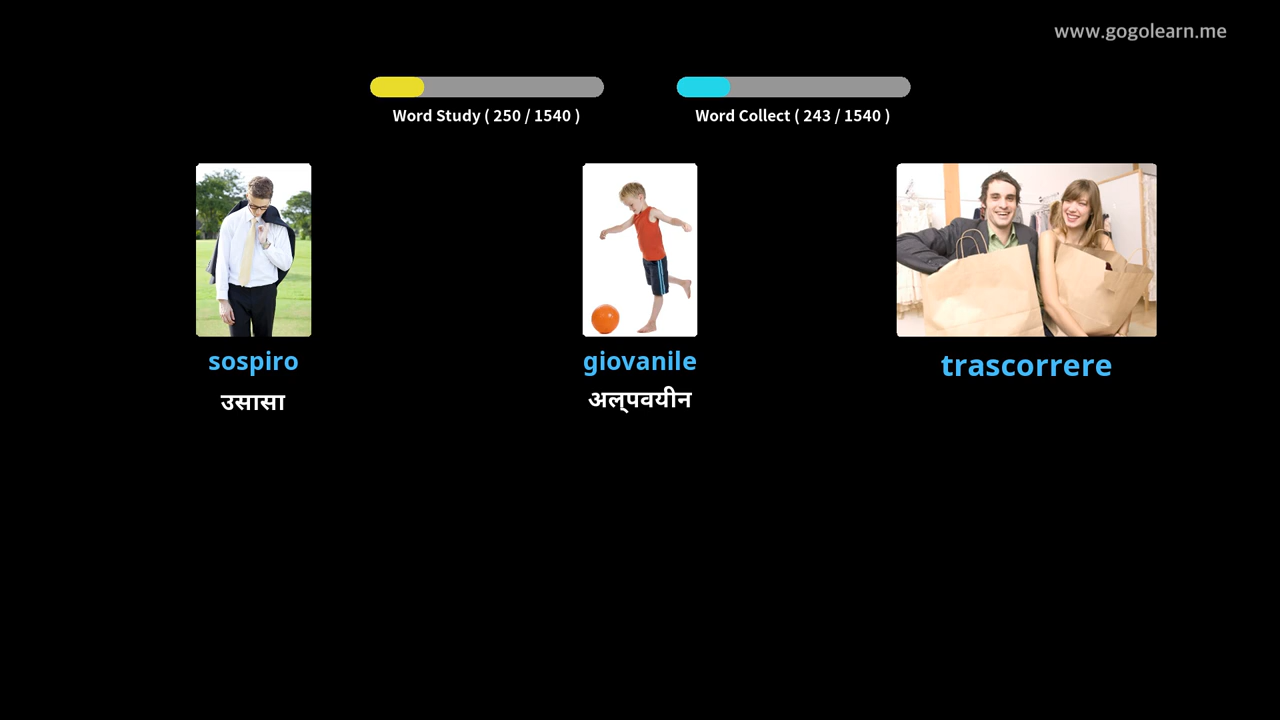 www.gogolearn.me
Word Study ( 250 / 1540 )
Word Collect ( 243 / 1540 )
sospiro
giovanile
trascorrere
उसासा
अल्पवयीन